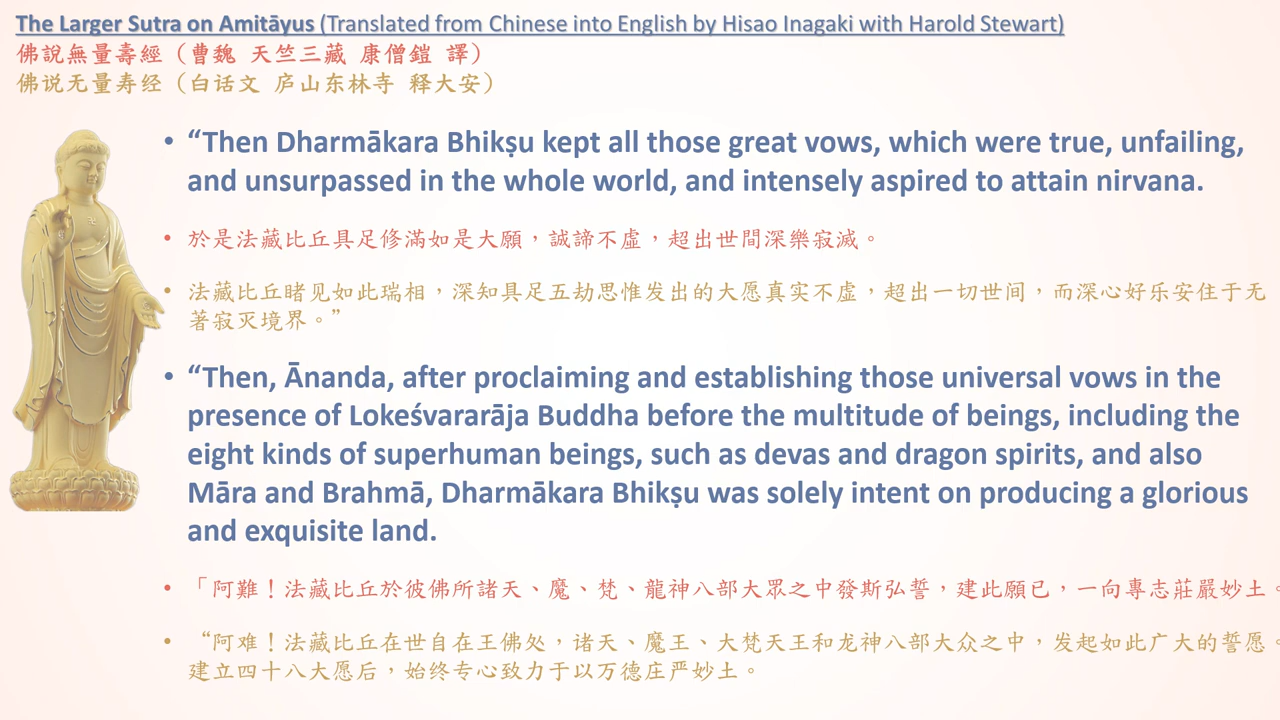 The Larger Sutra on Amitāyus (Translated from Chinese into English by Hisao Inagaki with Harold Stewart)
佛說無量壽經（曹魏 天竺三藏 康僧鎧 譯）
佛说无量寿经（白话文 庐山东林寺 释大安）
• “Then Dharmākara Bhikṣu kept all those great vows, which were true, unfailing,
and unsurpassed in the whole world, and intensely aspired to attain nirvana.
• 於是法藏比丘具足修滿如是大願，誠諦不虛，超出世間深樂寂滅。
• 法藏比丘睹见如此瑞相，深知具足五劫思惟发出的大愿真实不虚，超出一切世间，而深心好乐安住于无
著寂灭境界。”
• “Then, Ānanda, after proclaiming and establishing those universal vows in the
presence of Lokeśvararāja Buddha before the multitude of beings, including the
eight kinds of superhuman beings, such as devas and dragon spirits, and also
Māra and Brahmā, Dharmākara Bhikṣu was solely intent on producing a glorious
and exquisite land.
• 「阿難！法藏比丘於彼佛所諸天、魔、梵、龍神八部大眾之中發斯弘誓，建此願已，一向專志莊嚴妙土。
• “阿难！法藏比丘在世自在王佛处，诸天、魔王、大梵天王和龙神八部大众之中，发起如此广大的誓愿。
建立四十八大愿后，始终专心致力于以万德庄严妙土。